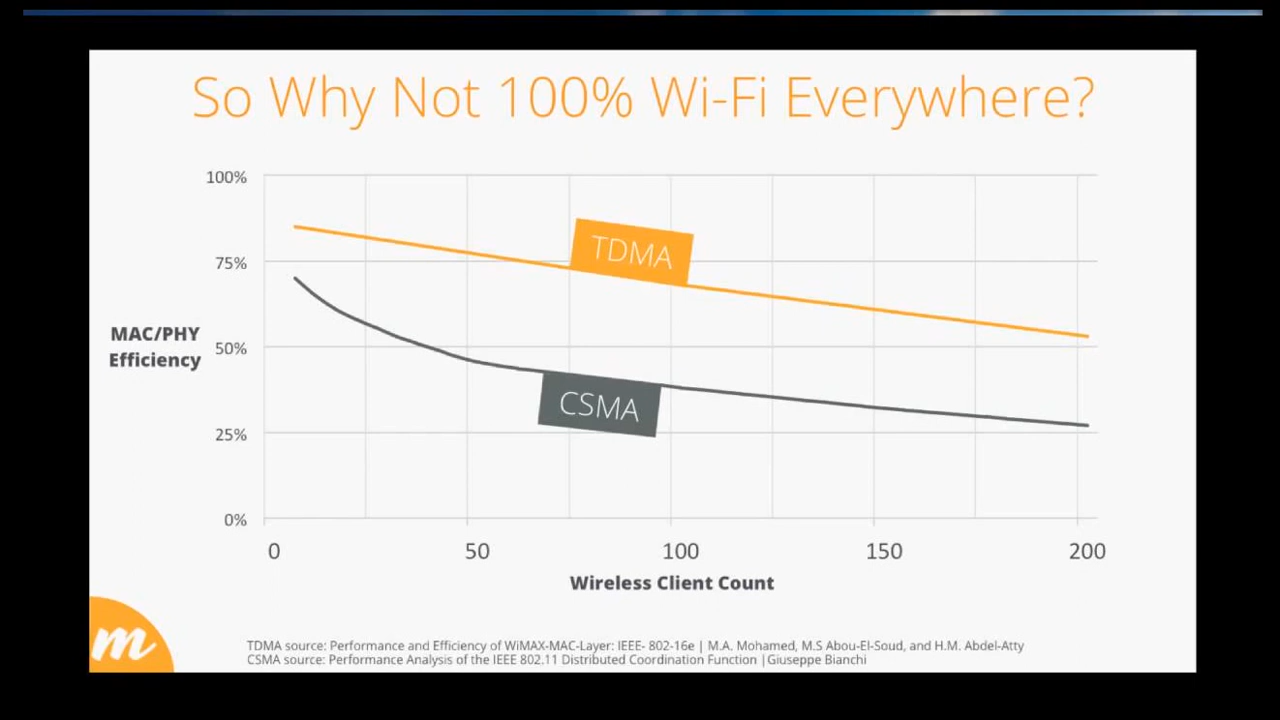 So Why Not 100% Wi-Fi Everywhere?
100%
TDMA
75%
MAC/PHY
Efficiency
50%
CSMA
25%
0%
0 50 100 150 200
Wireless Client Count
m
TDMA source: Performance and Efficiency of WiMAX-MAC-Layer: IEEE- 802-16e | M.A. Mohamed, M.S Abou-El-Soud, and H.M. Abdel-Atty
CSMA source: Performance Analysis of the IEEE 802.11 Distributed Coordination Function |Giuseppe Bianchi